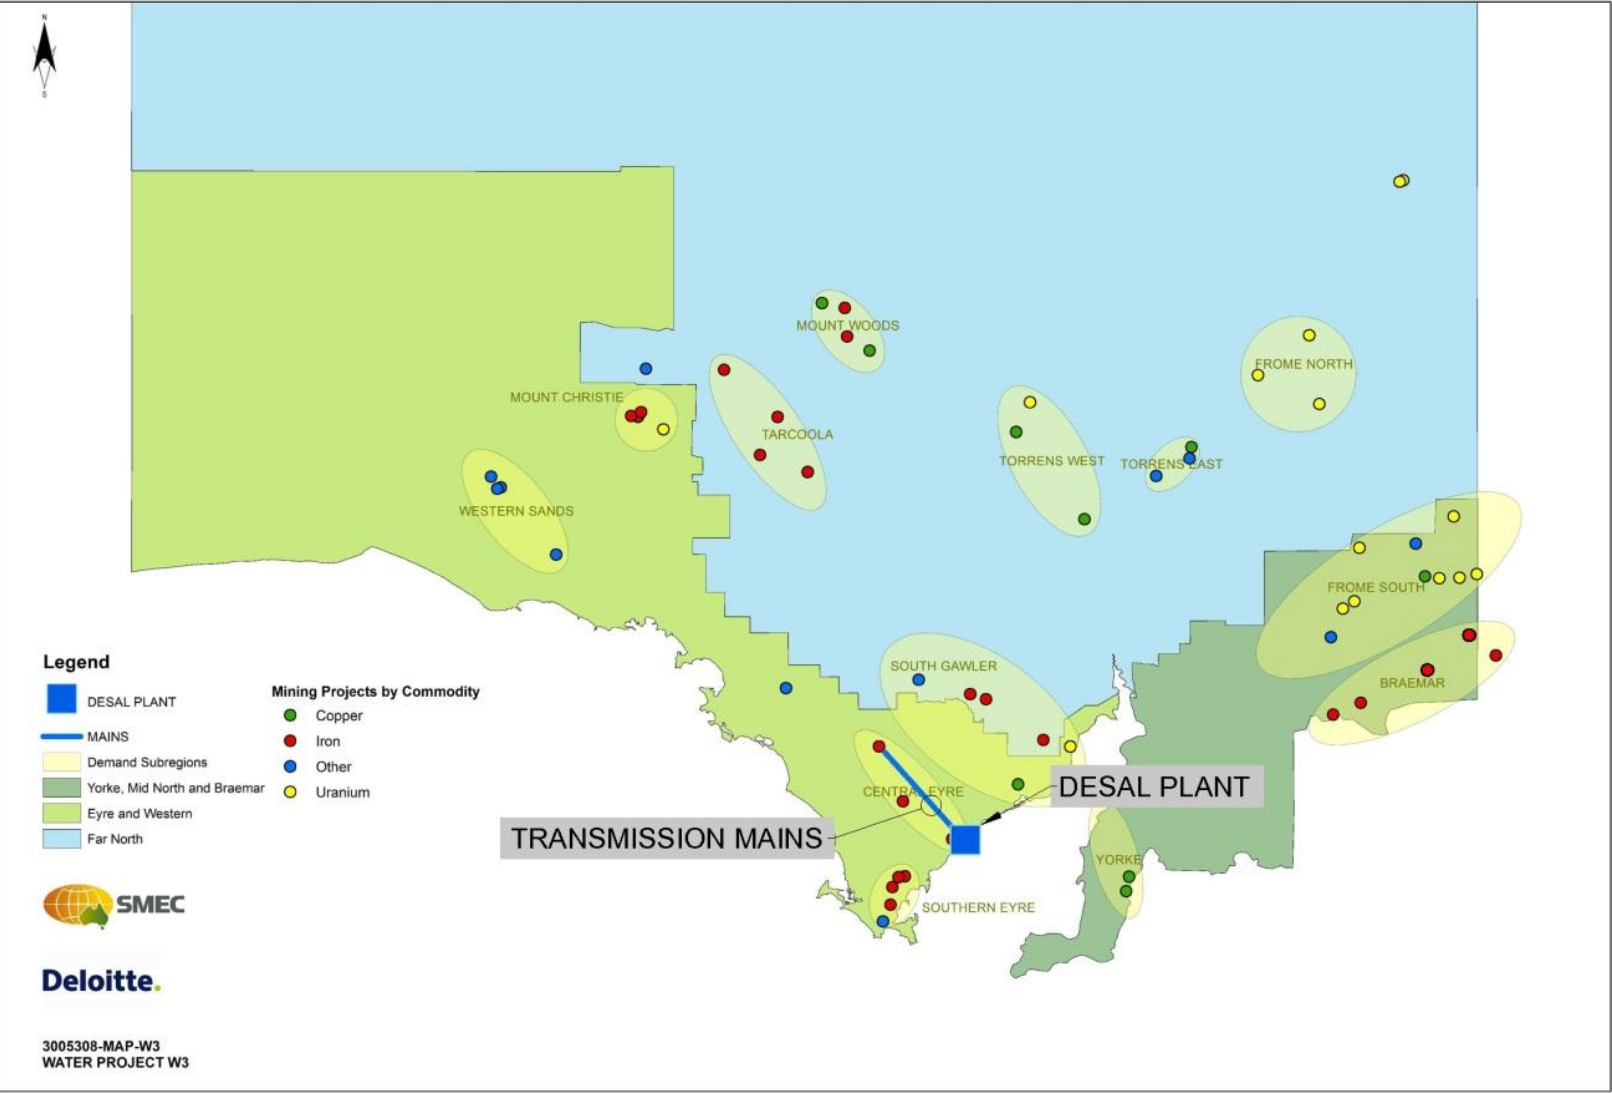 N
S
MOUNT WOODS
FROME NORTH
MOUNT CHRISTIE
TARCOOLA
TORRENS WEST
TORRENS EAST
WESTERN SANDS
FROME SOUTH
SOUTH GAWLER
BRAEMAR
CENTRAL EYRE
DESAL PLANT
TRANSMISSION MAINS
YORKE
SOUTHERN EYRE
Legend
DESAL PLANT
MAINS
Demand Subregions
Yorke, Mid North and Braemar
Eyre and Western
Far North
Mining Projects by Commodity
Copper
Iron
Other
Uranium
SMEC
Deloitte.
3005308-MAP-W3
WATER PROJECT W3